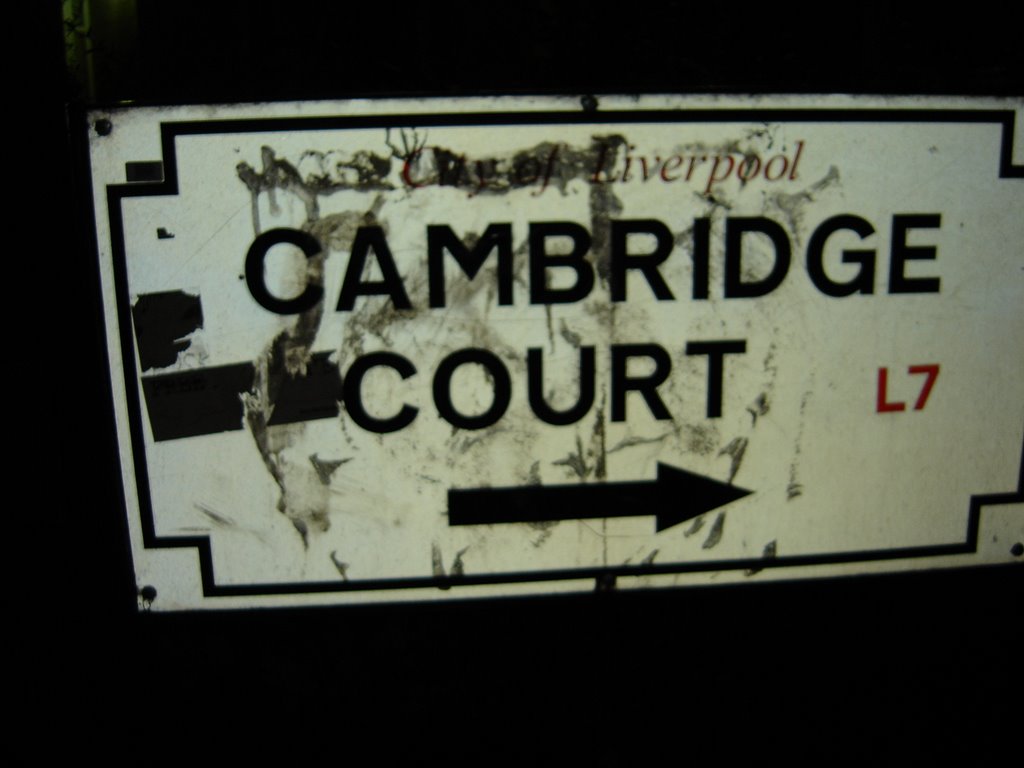 City of Liverpool
CAMBRIDGE
COURT
L7